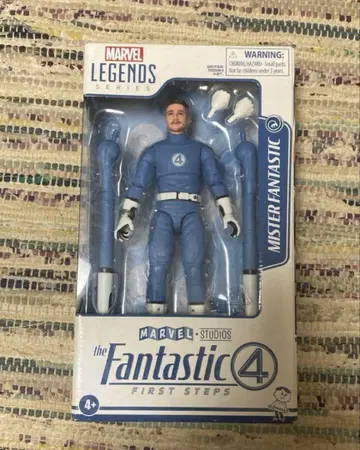 MARVEL
LEGENDS
SERIES
WARNING:
CHOKING HAZARD - Small parts.
Not for children under 3 years.
MISTER FANTASTIC
4
MARVEL STUDIOS
the Fantastic 4
FIRST STEPS
4+